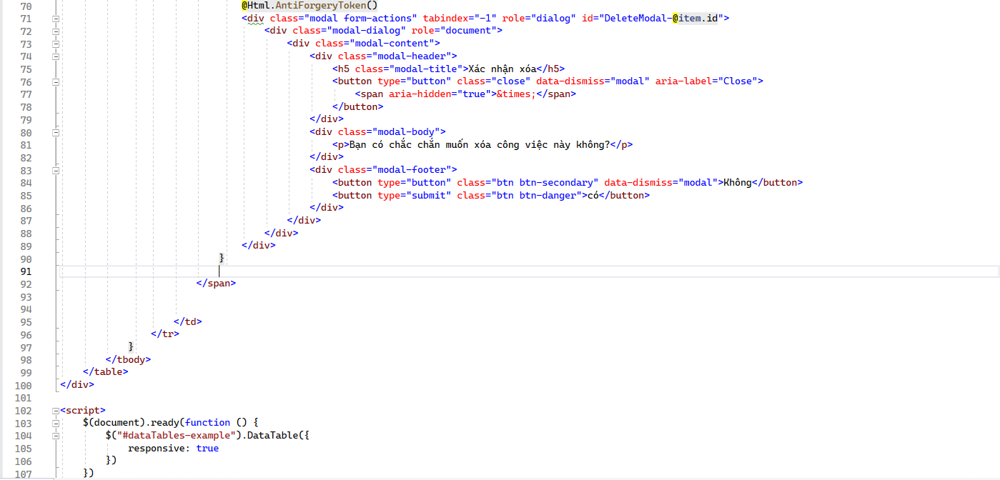 70 @Html.AntiForgeryToken()
71 <div class="modal form-actions" tabindex="-1" role="dialog" id="DeleteModal-@item.id">
72 <div class="modal-dialog" role="document">
73 <div class="modal-content">
74 <div class="modal-header">
75 <h5 class="modal-title">Xác nhận xóa</h5>
76 <button type="button" class="close" data-dismiss="modal" aria-label="Close">
77 <span aria-hidden="true">&times;</span>
78 </button>
79 </div>
80 <div class="modal-body">
81 <p>Bạn có chắc chắn muốn xóa công việc này không?</p>
82 </div>
83 <div class="modal-footer">
84 <button type="button" class="btn btn-secondary" data-dismiss="modal">Không</button>
85 <button type="submit" class="btn btn-danger">có</button>
86 </div>
87 </div>
88 </div>
89 </div>
90 }
91
92 </span>
93
94
95 </td>
96 </tr>
97 }
98 </tbody>
99 </table>
100 </div>
101
102 <script>
103 $(document).ready(function () {
104 $("#dataTables-example").DataTable({
105 responsive: true
106 })
107 })